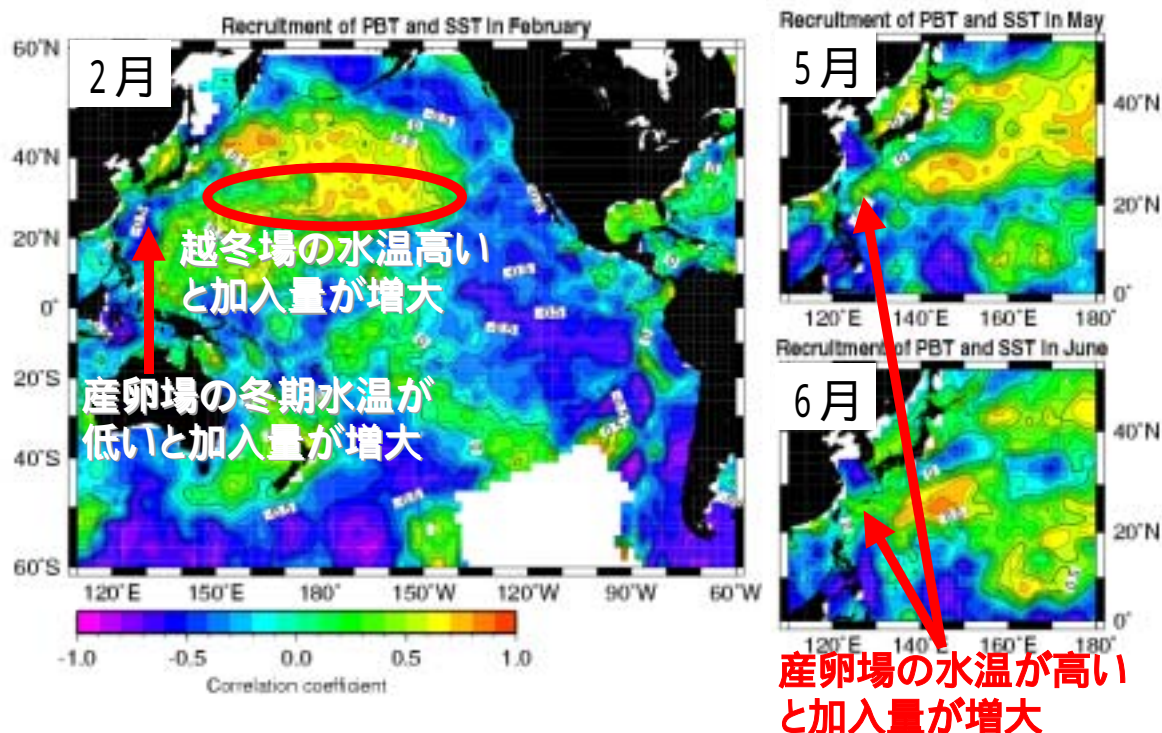 Recruitment of PBT and SST In February
2月
60°N
40°N
20°N
0°
20°S
40°S
60°S
120°E 150°E 180° 150°W 120°W 90°W 60°W
越冬場の水温高い
と加入量が増大
産卵場の冬期水温が
低いと加入量が増大
-1.0 -0.5 0.0 0.5 1.0
Correlation coefficient
Recruitment of PBT and SST In May
5月
40°N
20°N
0°
120°E 140°E 160°E 180°
Recruitment of PBT and SST In June
6月
40°N
20°N
0°
120°E 140°E 160°E 180°
産卵場の水温が高い
と加入量が増大